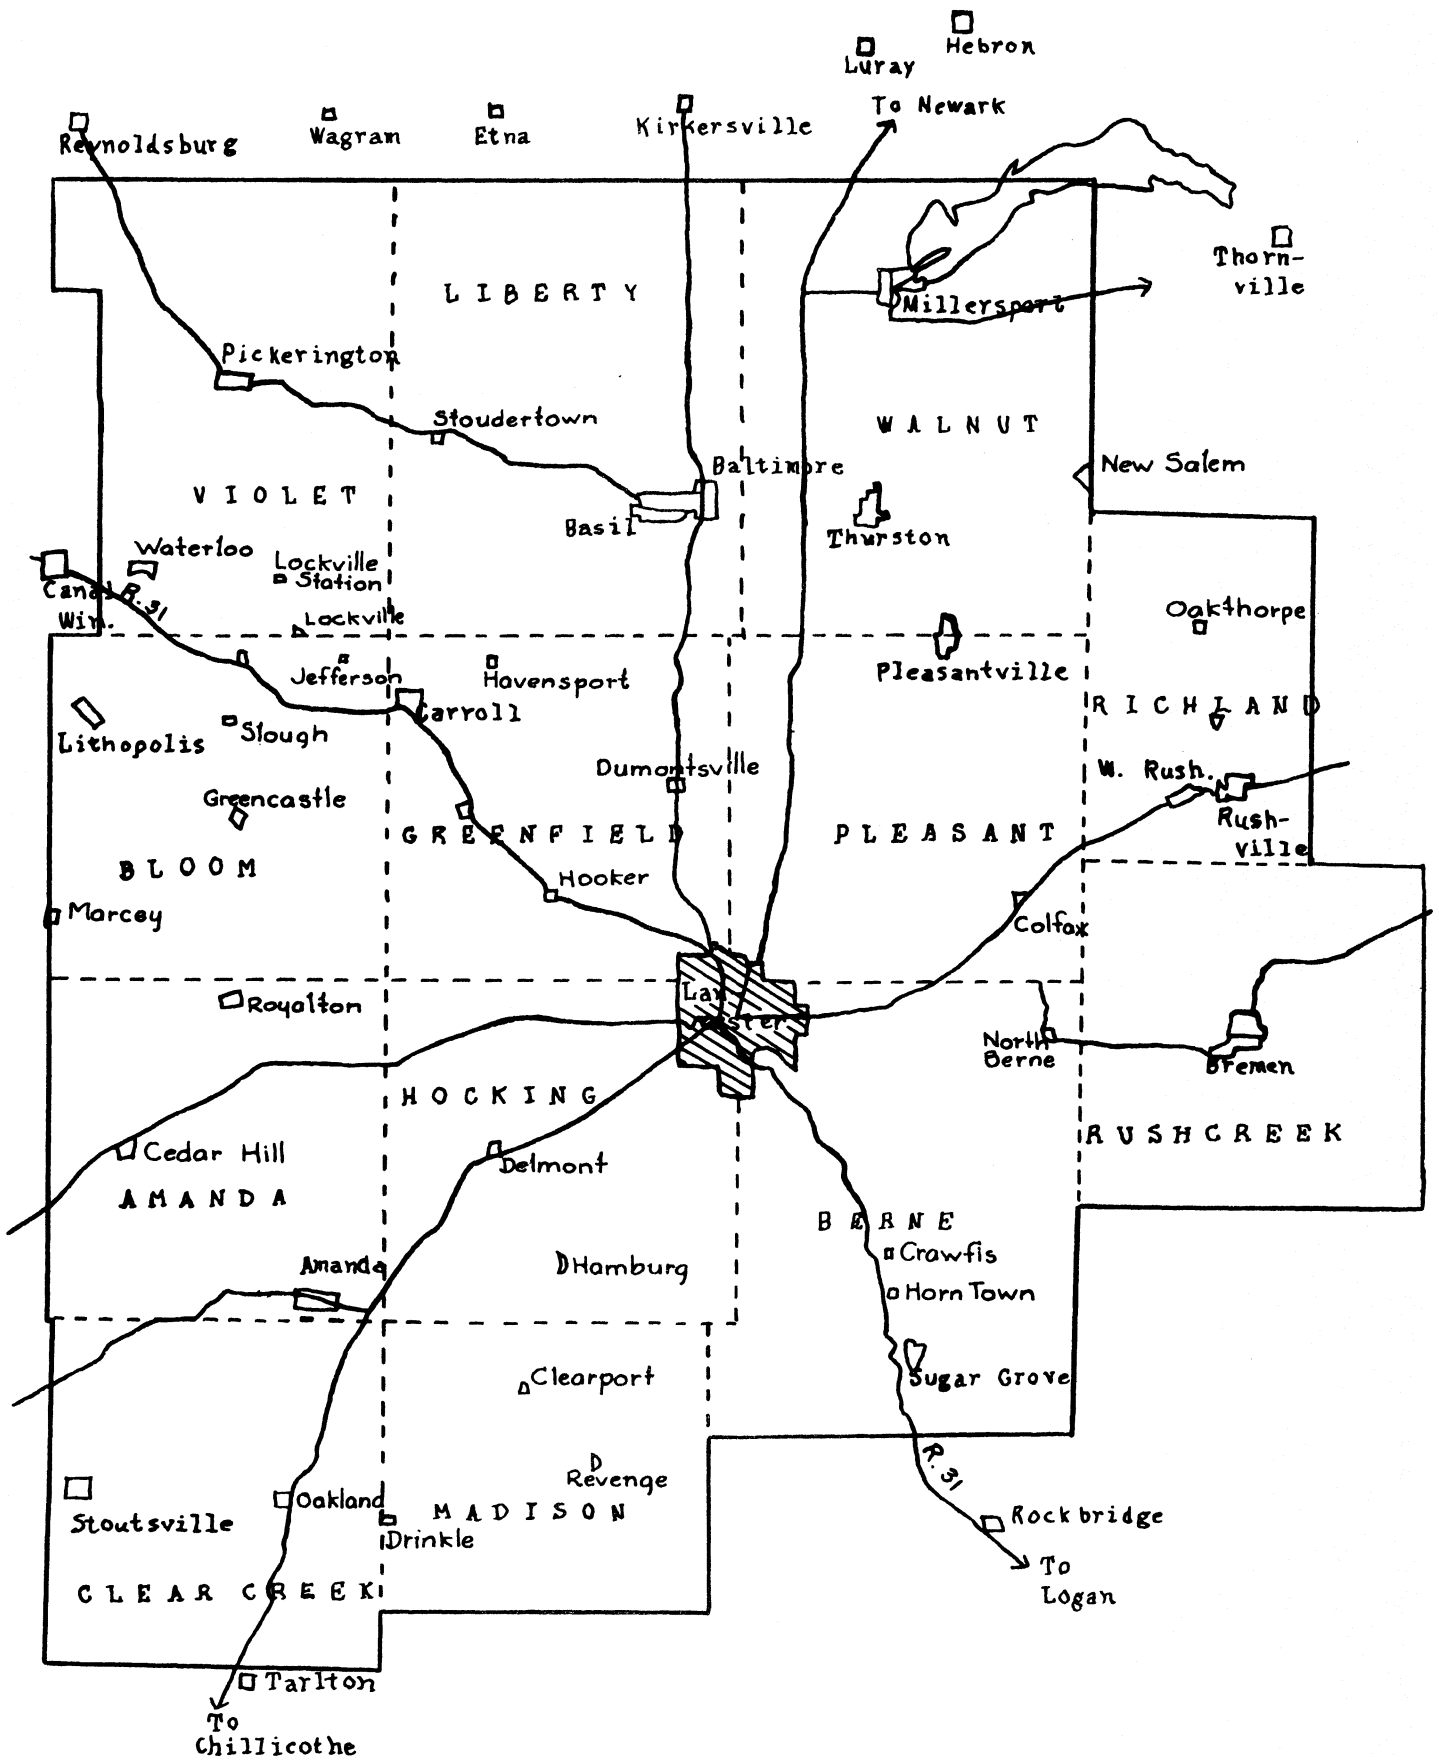 Hebron
Luray
To Newark
Reynoldsburg
Wagram
Etna
Kirkersville
Thorn-
ville
LIBERTY
Millersport
Pickerington
Stoudertown
WALNUT
Baltimore
New Salem
VIOLET
Basil
Thurston
Waterloo
Lockville
Station
Canal
Win.
R. 31
Lockville
Oakthorpe
Jefferson
Havensport
Pleasantville
Carroll
RICHLAND
Lithopolis
Slough
Dumontsville
W. Rush.
Greencastle
Rush-
ville
GREENFIELD
PLEASANT
BLOOM
Hooker
Marcey
Colfax
Royalton
Lancaster
North
Berne
Bremen
HOCKING
RUSHCREEK
Cedar Hill
Delmont
AMANDA
BERNE
Crawfis
Amanda
Hamburg
Horn Town
Clearport
Sugar Grove
R. 31
Revenge
Stoutsville
Oakland
MADISON
Rockbridge
Drinkle
To
Logan
CLEAR CREEK
Tarlton
To
Chillicothe